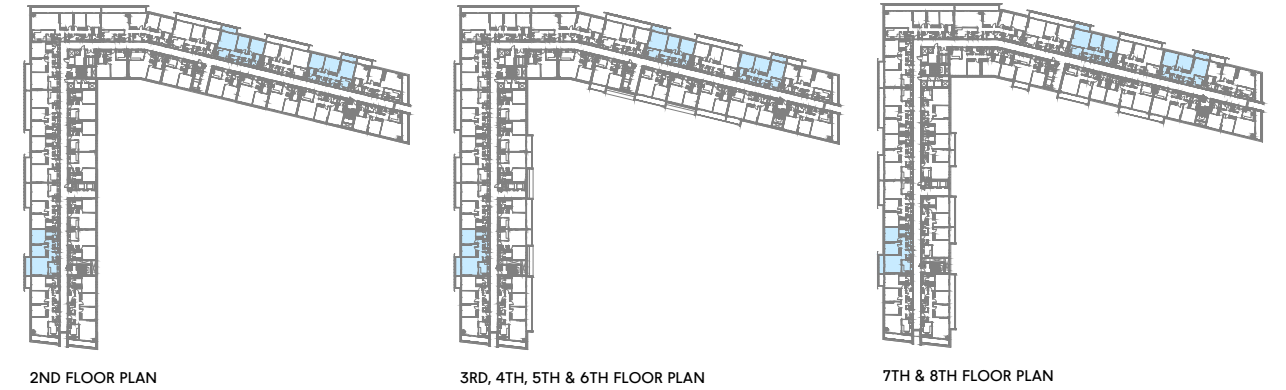 2ND FLOOR PLAN
3RD, 4TH, 5TH & 6TH FLOOR PLAN
7TH & 8TH FLOOR PLAN